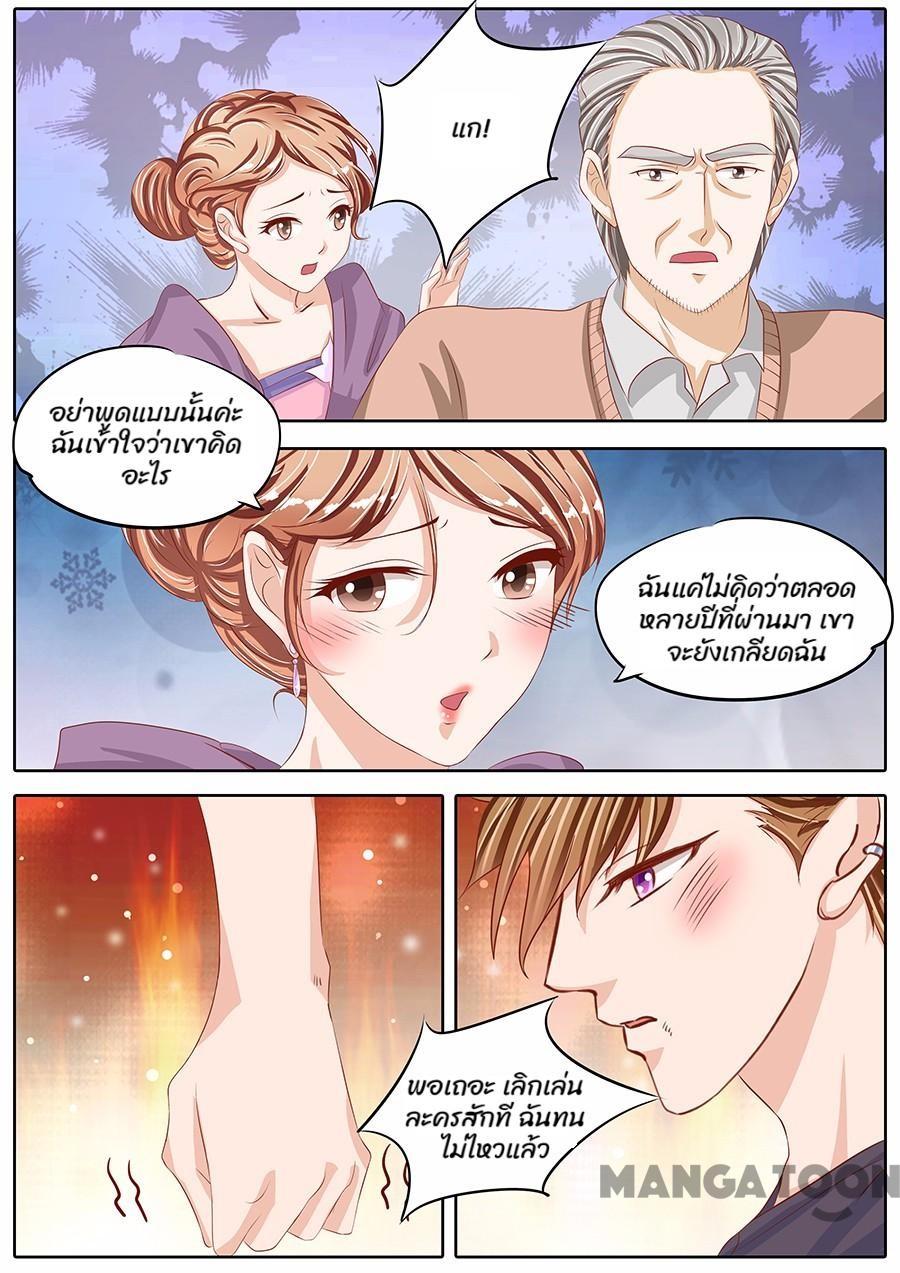 แก!
อย่าพูดแบบนั้นค่ะ
ฉันเข้าใจว่าเขาคิด
อะไร
ฉันแค่ไม่คิดว่าตลอด
หลายปีที่ผ่านมา เขา
จะยังเกลียดฉัน
พอเถอะ เลิกเล่น
ละครสักที ฉันทน
ไม่ไหวแล้ว
MANGATOON